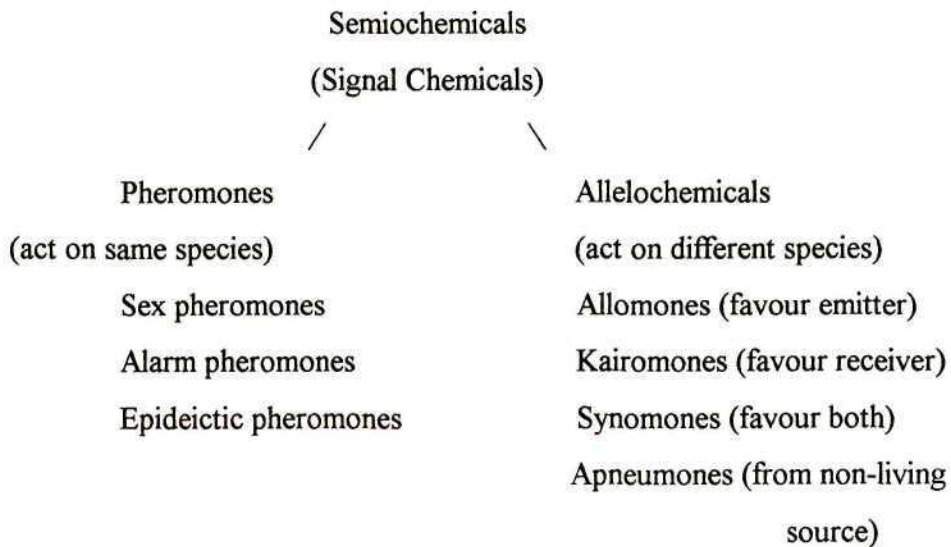 Semiochemicals
(Signal Chemicals)
/ \
Pheromones Allelochemicals
(act on same species) (act on different species)
Sex pheromones Allomones (favour emitter)
Alarm pheromones Kairomones (favour receiver)
Epideictic pheromones Synomones (favour both)
Apneumones (from non-living
source)